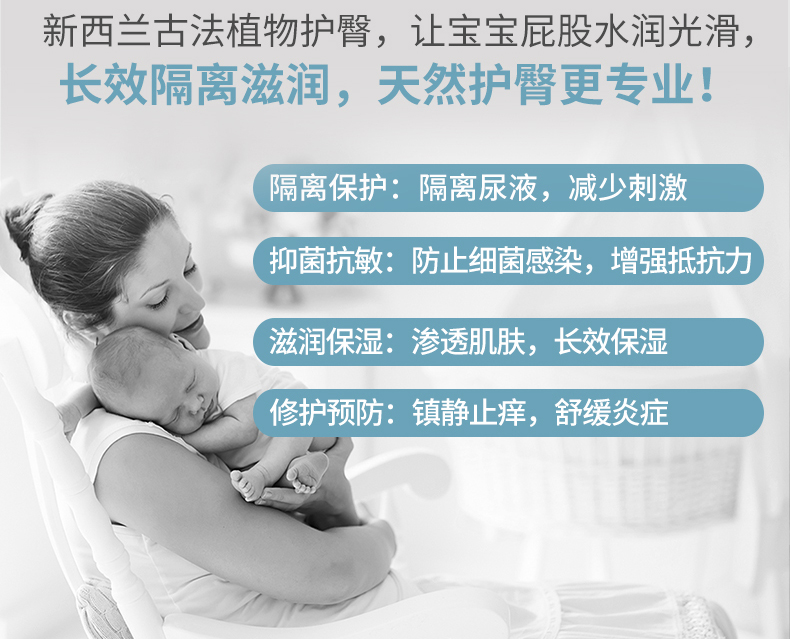 新西兰古法植物护臀，让宝宝屁股水润光滑，
长效隔离滋润，天然护臀更专业！
隔离保护：隔离尿液，减少刺激
抑菌抗敏：防止细菌感染，增强抵抗力
滋润保湿：渗透肌肤，长效保湿
修护预防：镇静止痒，舒缓炎症